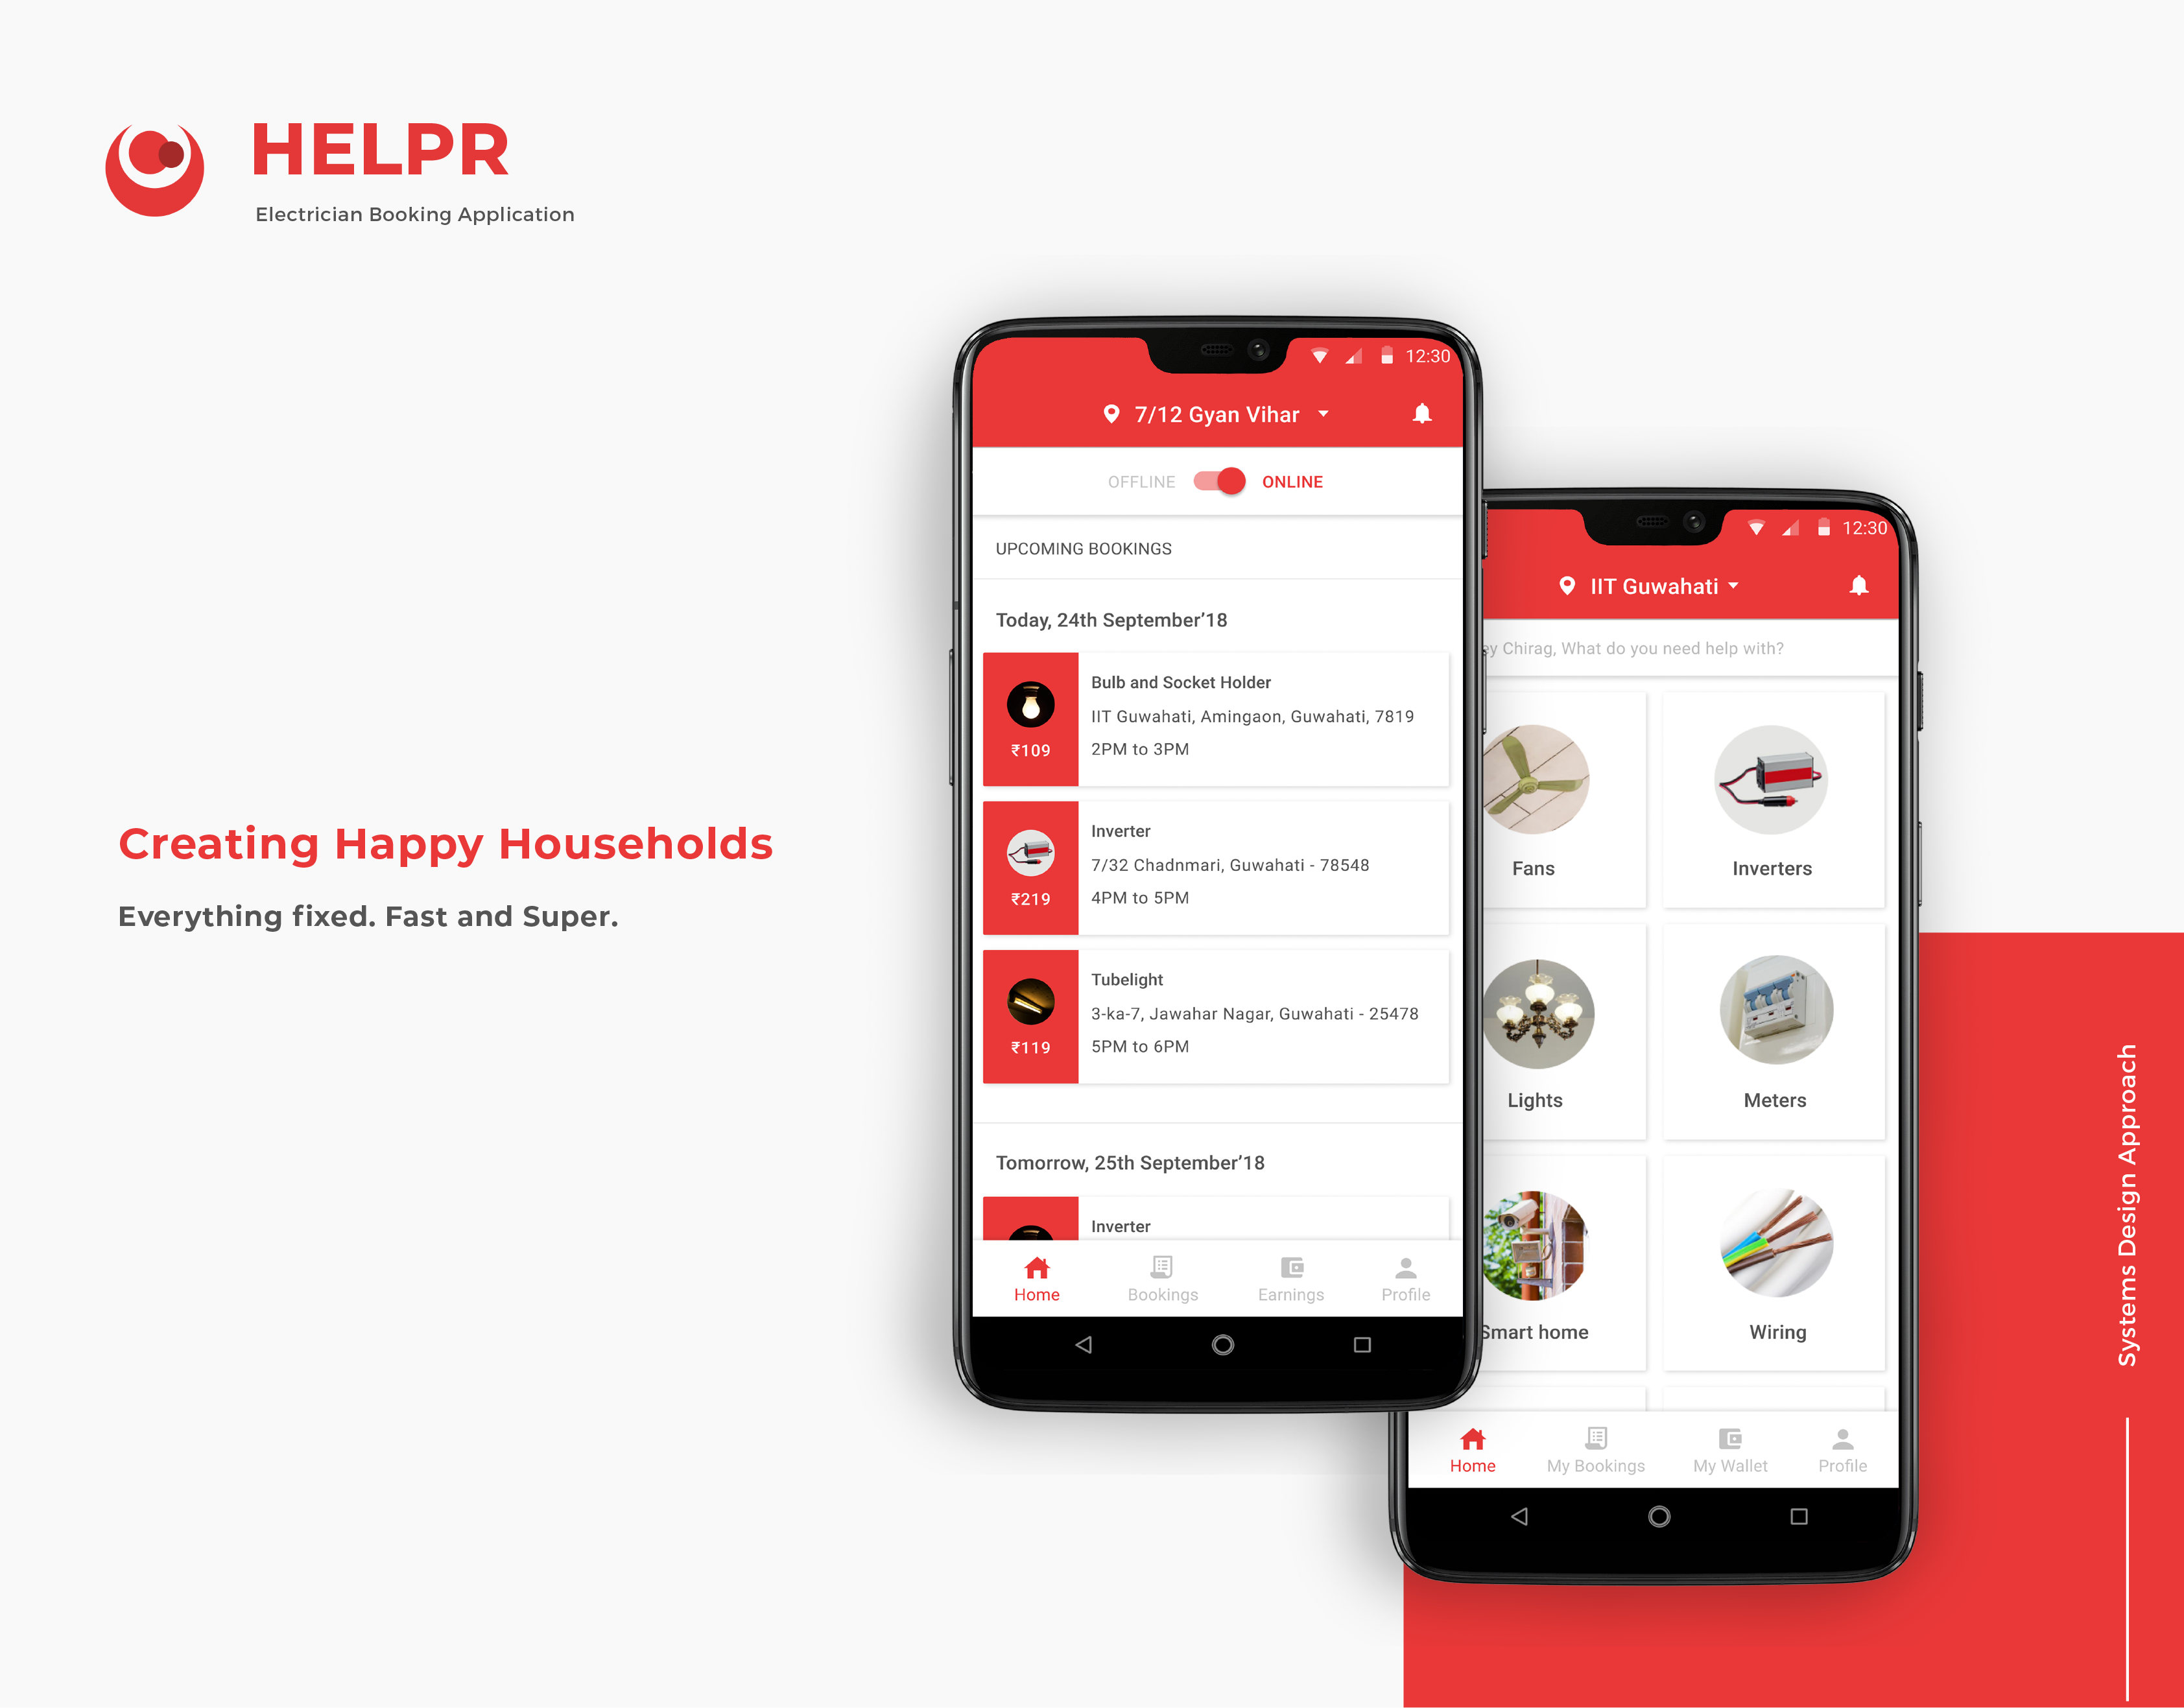 HELPR
Electrician Booking Application
Creating Happy Households
Everything fixed. Fast and Super.
12:30
7/12 Gyan Vihar
OFFLINE ONLINE
UPCOMING BOOKINGS
Today, 24th September’18
Bulb and Socket Holder
IIT Guwahati, Amingaon, Guwahati, 7819
₹109
2PM to 3PM
Inverter
7/32 Chadnmari, Guwahati - 78548
₹219
4PM to 5PM
Tubelight
3-ka-7, Jawahar Nagar, Guwahati - 25478
₹119
5PM to 6PM
Tomorrow, 25th September’18
Inverter
Home Bookings Earnings Profile
12:30
IIT Guwahati
Chirag, What do you need help with?
Fans Inverters
Lights Meters
Smart home Wiring
Home My Bookings My Wallet Profile
Systems Design Approach